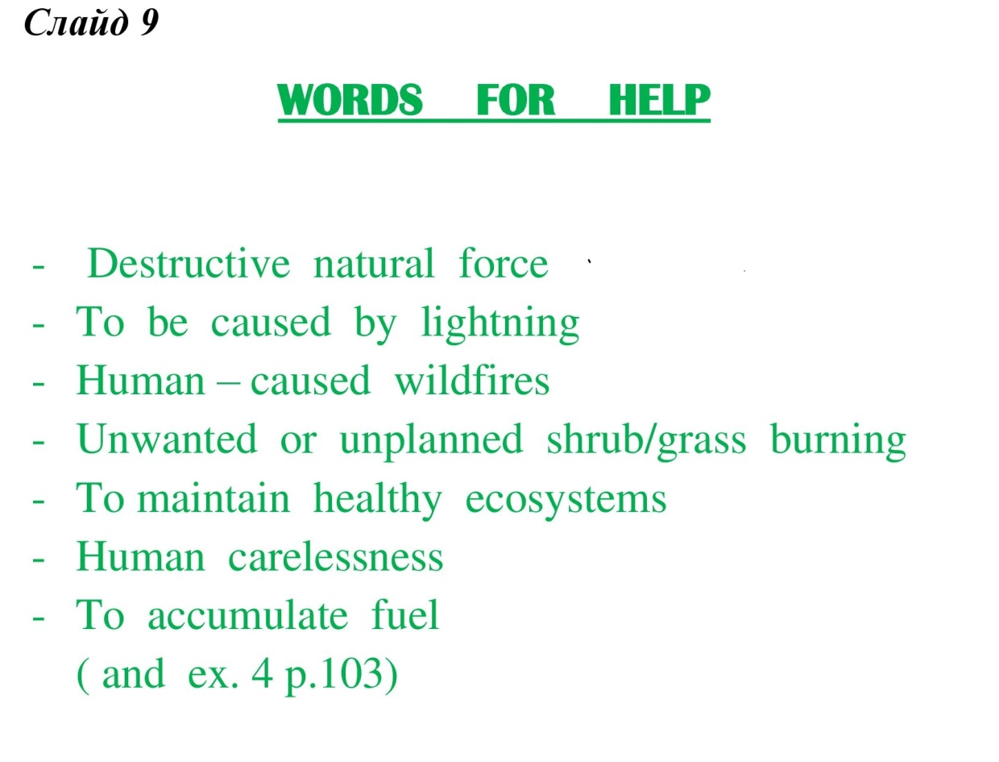 Слайд 9
WORDS FOR HELP
- Destructive natural force
- To be caused by lightning
- Human – caused wildfires
- Unwanted or unplanned shrub/grass burning
- To maintain healthy ecosystems
- Human carelessness
- To accumulate fuel
( and ex. 4 p.103)